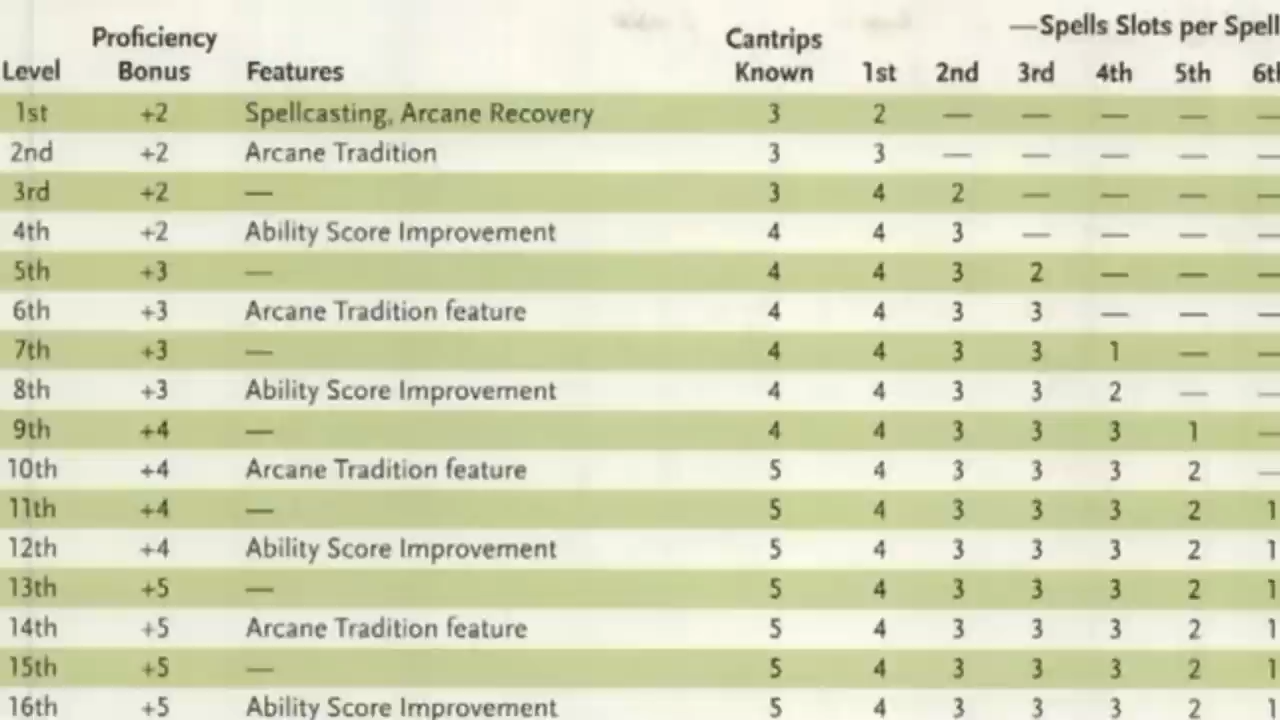 —Spells Slots per Spell
Proficiency Cantrips
Level Bonus Features Known 1st 2nd 3rd 4th 5th 6th
1st +2 Spellcasting, Arcane Recovery 3 2 — — — — —
2nd +2 Arcane Tradition 3 3 — — — — —
3rd +2 — 3 4 2 — — — —
4th +2 Ability Score Improvement 4 4 3 — — — —
5th +3 — 4 4 3 2 — — —
6th +3 Arcane Tradition feature 4 4 3 3 — — —
7th +3 — 4 4 3 3 1 — —
8th +3 Ability Score Improvement 4 4 3 3 2 — —
9th +4 — 4 4 3 3 3 1 —
10th +4 Arcane Tradition feature 5 4 3 3 3 2 —
11th +4 — 5 4 3 3 3 2 1
12th +4 Ability Score Improvement 5 4 3 3 3 2 1
13th +5 — 5 4 3 3 3 2 1
14th +5 Arcane Tradition feature 5 4 3 3 3 2 1
15th +5 — 5 4 3 3 3 2 1
16th +5 Ability Score Improvement 5 4 3 3 3 2 1